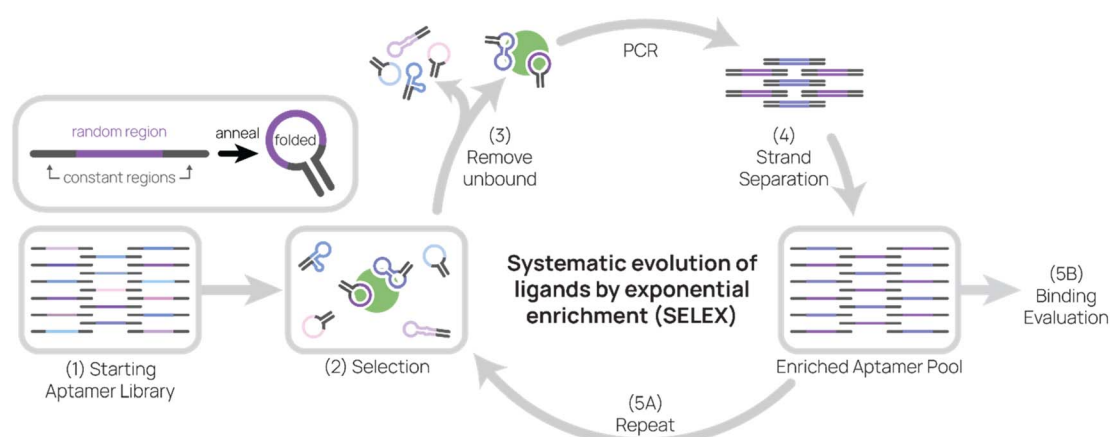 random region
constant regions
anneal
folded
(1) Starting
Aptamer Library
(2) Selection
(3)
Remove
unbound
PCR
(4)
Strand
Separation
Systematic evolution of
ligands by exponential
enrichment (SELEX)
Enriched Aptamer Pool
(5A)
Repeat
(5B)
Binding
Evaluation